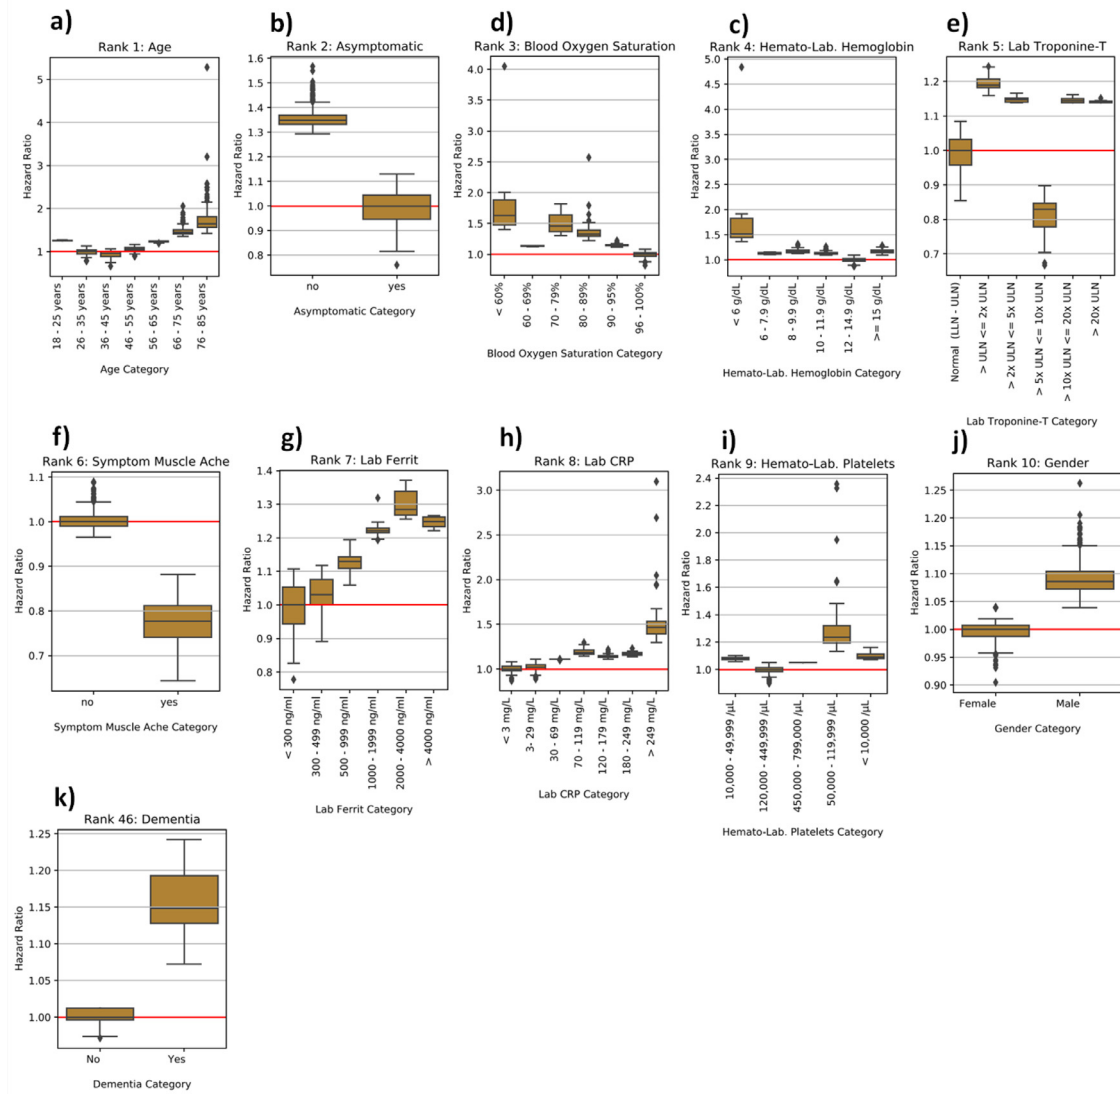 a)
Rank 1: Age
Hazard Ratio
5
4
3
2
1
18 - 25 years
26 - 35 years
36 - 45 years
46 - 55 years
56 - 65 years
66 - 75 years
76 - 85 years
Age Category
b)
Rank 2: Asymptomatic
Hazard Ratio
1.6
1.5
1.4
1.3
1.2
1.1
1.0
0.9
0.8
no
yes
Asymptomatic Category
d)
Rank 3: Blood Oxygen Saturation
Hazard Ratio
4.0
3.5
3.0
2.5
2.0
1.5
1.0
< 60%
60 - 69%
70 - 79%
80 - 89%
90 - 95%
96 - 100%
Blood Oxygen Saturation Category
c)
Rank 4: Hemato-Lab. Hemoglobin
Hazard Ratio
5.0
4.5
4.0
3.5
3.0
2.5
2.0
1.5
1.0
< 6 g/dL
6 - 7.9 g/dL
8 - 9.9 g/dL
10 - 11.9 g/dL
12 - 14.9 g/dL
>= 15 g/dL
Hemato-Lab. Hemoglobin Category
e)
Rank 5: Lab Troponine-T
Hazard Ratio
1.2
1.1
1.0
0.9
0.8
0.7
Normal (LLN - ULN)
> ULN <= 2x ULN
> 2x ULN <= 5x ULN
> 5x ULN <= 10x ULN
> 10x ULN <= 20x ULN
> 20x ULN
Lab Troponine-T Category
f)
Rank 6: Symptom Muscle Ache
Hazard Ratio
1.1
1.0
0.9
0.8
0.7
no
yes
Symptom Muscle Ache Category
g)
Rank 7: Lab Ferrit
Hazard Ratio
1.4
1.3
1.2
1.1
1.0
0.9
0.8
< 300 ng/ml
300 - 499 ng/ml
500 - 999 ng/ml
1000 - 1999 ng/ml
2000 - 4000 ng/ml
> 4000 ng/ml
Lab Ferrit Category
h)
Rank 8: Lab CRP
Hazard Ratio
3.0
2.5
2.0
1.5
1.0
< 3 mg/L
3- 29 mg/L
30 - 69 mg/L
70 - 119 mg/L
120 - 179 mg/L
180 - 249 mg/L
> 249 mg/L
Lab CRP Category
i)
Rank 9: Hemato-Lab. Platelets
Hazard Ratio
2.4
2.2
2.0
1.8
1.6
1.4
1.2
1.0
10,000 - 49,999 /µL
120,000 - 449,999 /µL
450,000 - 799,000 /µL
50,000 - 119,999 /µL
< 10,000 /µL
Hemato-Lab. Platelets Category
j)
Rank 10: Gender
Hazard Ratio
1.25
1.20
1.15
1.10
1.05
1.00
0.95
0.90
Female
Male
Gender Category
k)
Rank 46: Dementia
Hazard Ratio
1.25
1.20
1.15
1.10
1.05
1.00
No
Yes
Dementia Category